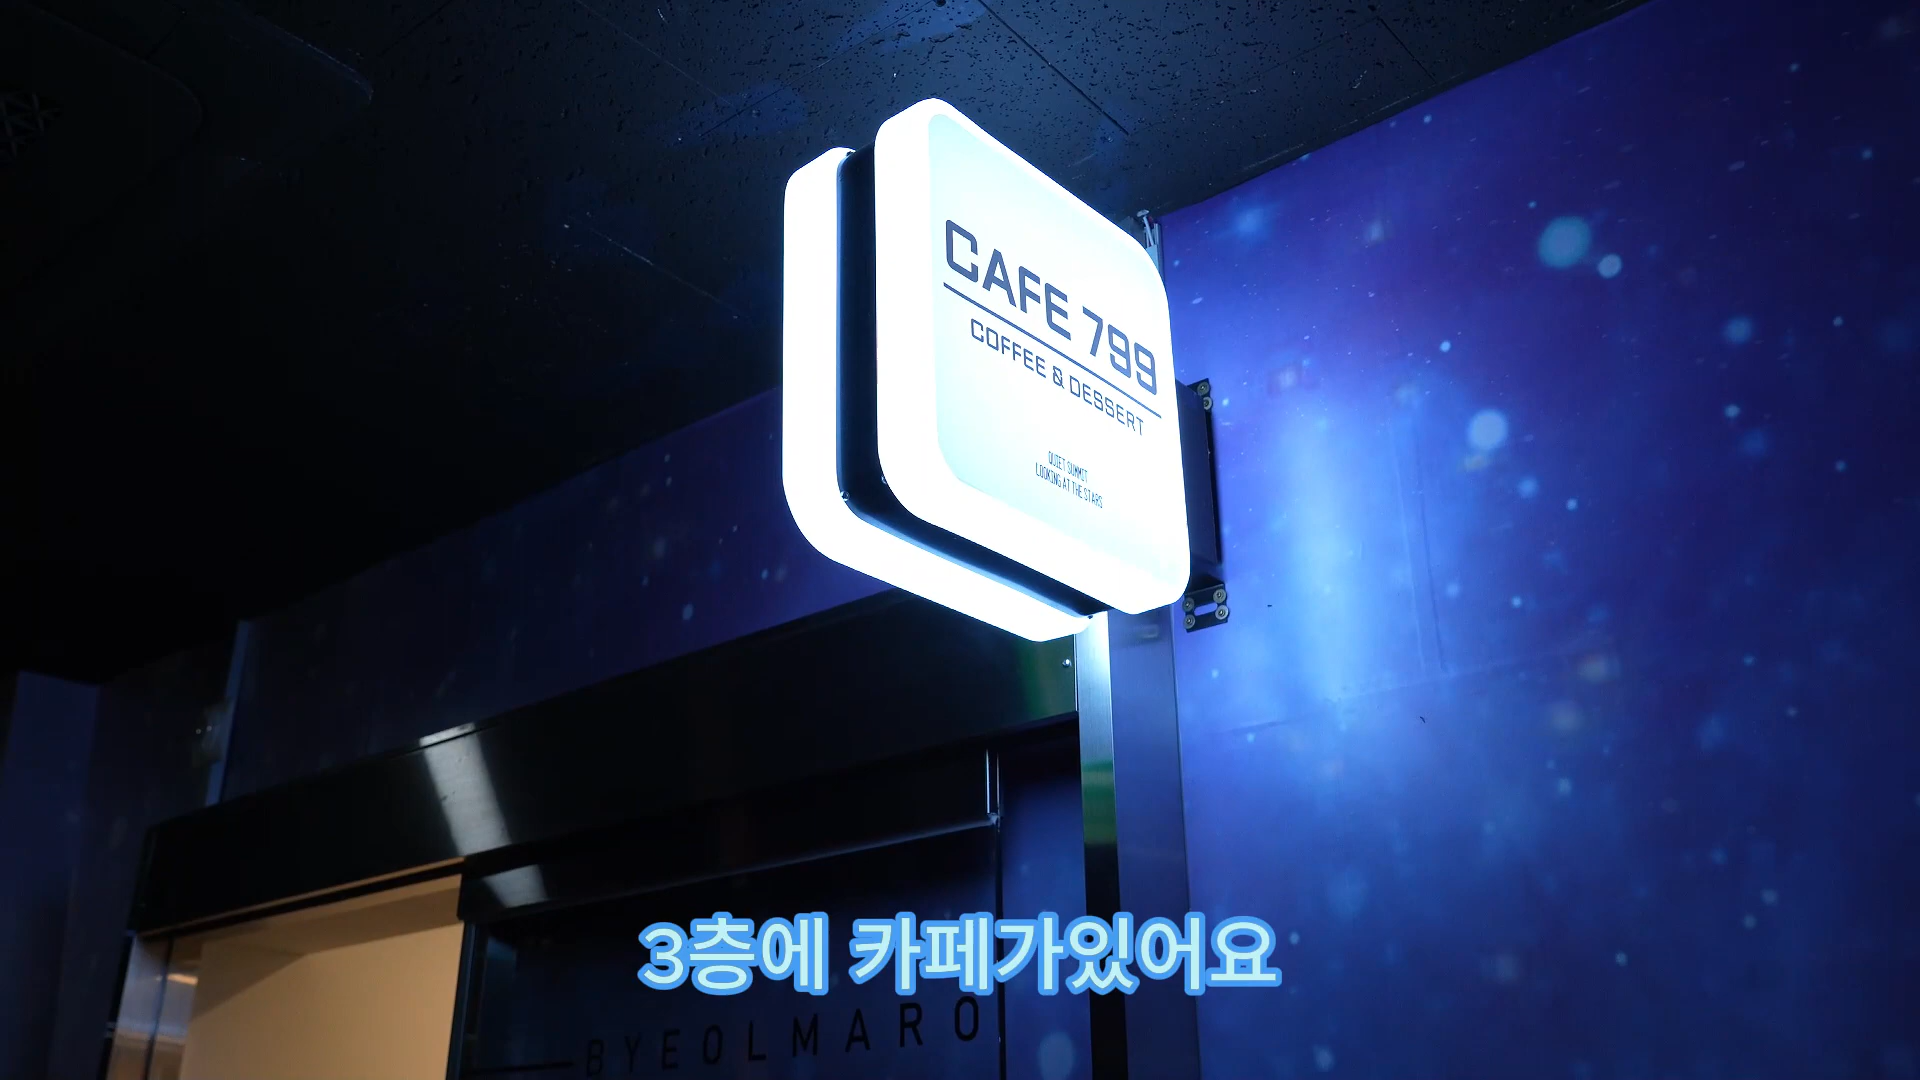 CAFE 799
COFFEE & DESSERT
QUIET SUMMIT
LOOKING AT THE STARS
3층에 카페가있어요
BYEOLMARO